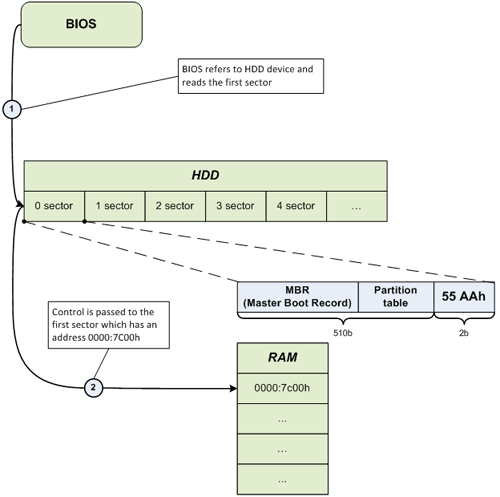 BIOS
BIOS refers to HDD device and
reads the first sector
1
HDD
0 sector 1 sector 2 sector 3 sector 4 sector ...
MBR
(Master Boot Record)
Partition
table
55 AAh
510b 2b
Control is passed to the
first sector which has an
address 0000:7C00h
2
RAM
0000:7c00h
...
...
...